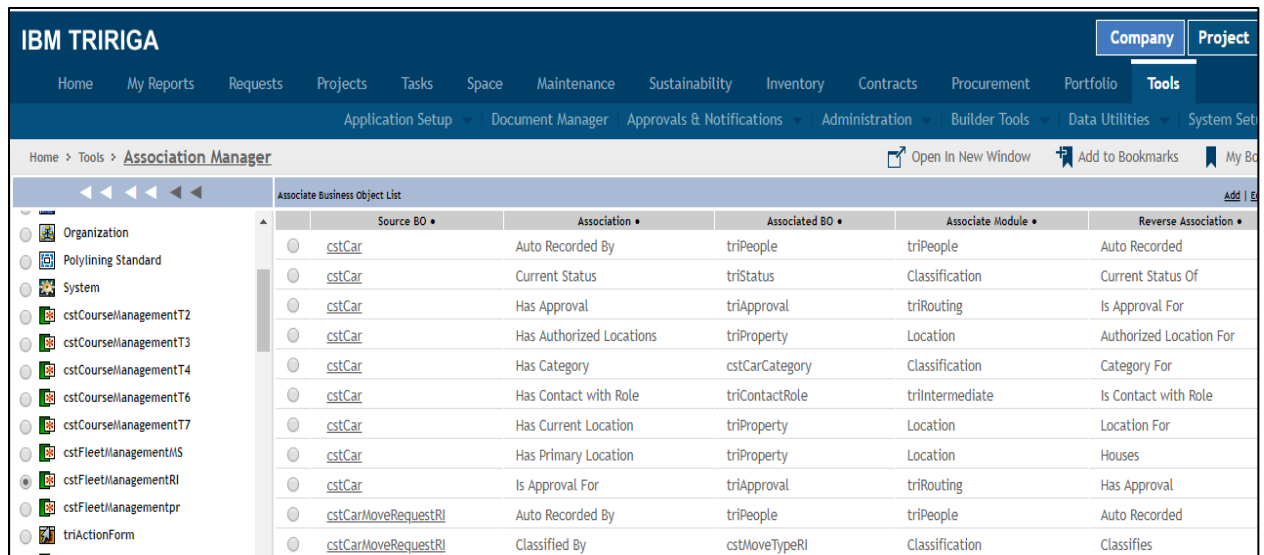 IBM TRIRIGA Company Project
Home My Reports Requests Projects Tasks Space Maintenance Sustainability Inventory Contracts Procurement Portfolio Tools
Application Setup Document Manager Approvals & Notifications Administration Builder Tools Data Utilities System Set
Home > Tools > Association Manager Open In New Window Add to Bookmarks My Bo
Associate Business Object List Add |
Source BO • Association • Associated BO • Associate Module • Reverse Association •
Organization
Polylining Standard
System
cstCourseManagementT2
cstCourseManagementT3
cstCourseManagementT4
cstCourseManagementT6
cstCourseManagementT7
cstFleetManagementMS
cstFleetManagementRI
cstFleetManagementpr
triActionForm
cstCar Auto Recorded By triPeople triPeople Auto Recorded
cstCar Current Status triStatus Classification Current Status Of
cstCar Has Approval triApproval triRouting Is Approval For
cstCar Has Authorized Locations triProperty Location Authorized Location For
cstCar Has Category cstCarCategory Classification Category For
cstCar Has Contact with Role triContactRole triIntermediate Is Contact with Role
cstCar Has Current Location triProperty Location Location For
cstCar Has Primary Location triProperty Location Houses
cstCar Is Approval For triApproval triRouting Has Approval
cstCarMoveRequestRI Auto Recorded By triPeople triPeople Auto Recorded
cstCarMoveRequestRI Classified By cstMoveTypeRI Classification Classifies